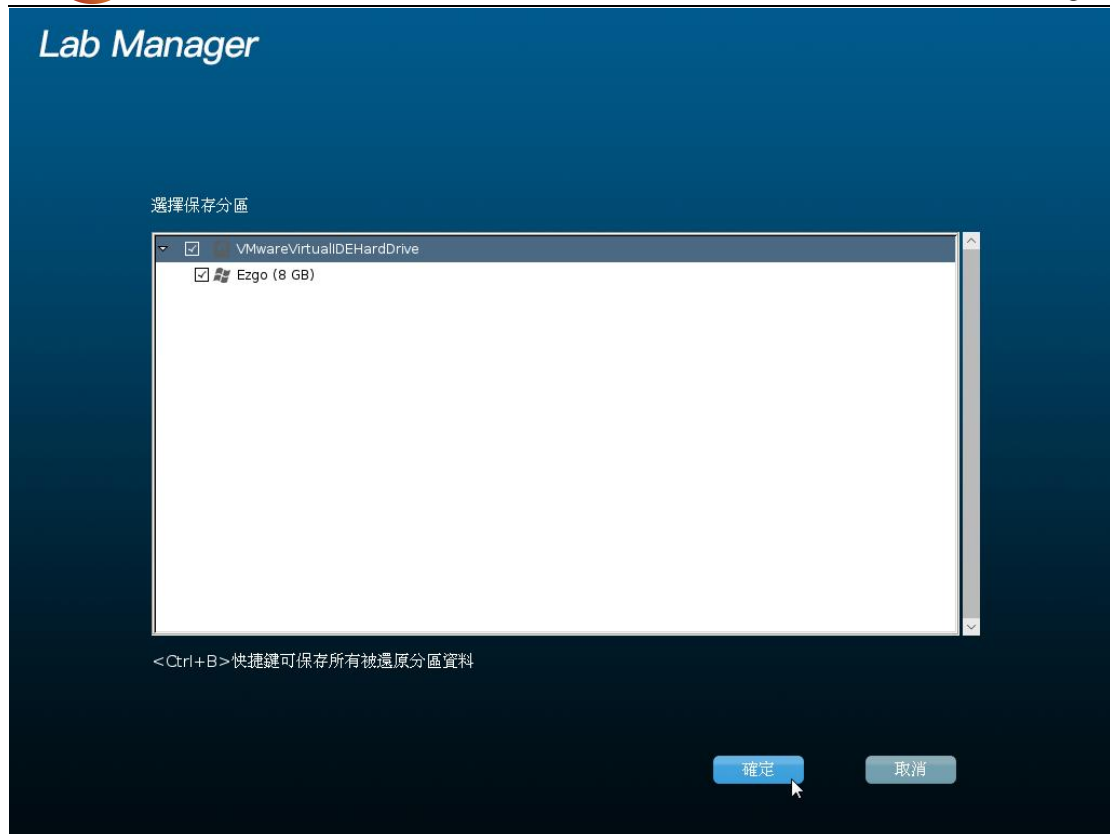 Lab Manager
選擇保存分區
VMwareVirtualIDEHardDrive
Ezgo (8 GB)
<Ctrl+B>快捷鍵可保存所有被還原分區資料
確定
取消